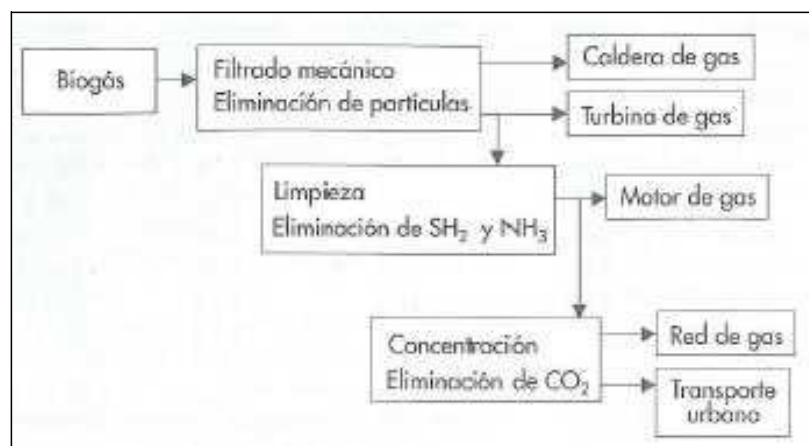 Biogás
Filtrado mecánico
Eliminación de partículas
Caldera de gas
Turbina de gas
Limpieza
Eliminación de SH₂ y NH₃
Motor de gas
Concentración
Eliminación de CO₂
Red de gas
Transporte
urbano